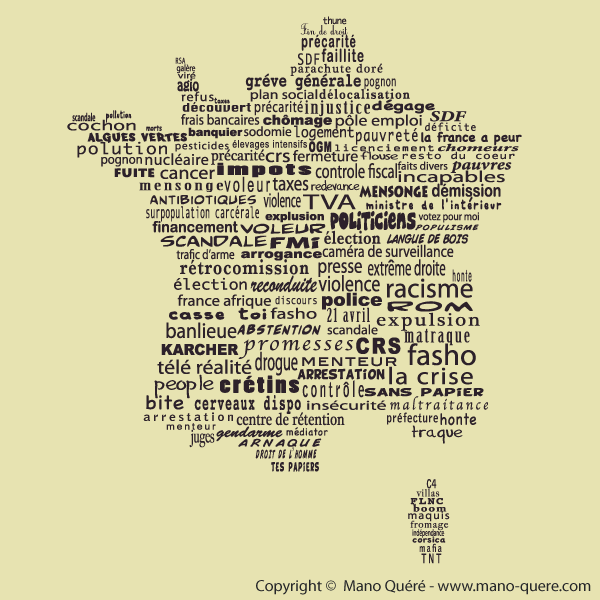 thune
Fin de droit
précarité
SDF faillite
RSA parachute doré
galère
viré grève générale pognon
agio plan social délocalisation
refus taxes
découvert précarité injustice dégage
scandale pollution frais bancaires chômage pôle emploi SDF
cochon morts banquier sodomie logement pauvreté déficite
ALGUES VERTES la france a peur
polution pesticides élevages intensifs OGM licenciement chomeurs
pognon nucléaire précarité crs fermeture flouse resto du coeur
FUITE cancer impots controle fiscal faits divers pauvres
mensonge voleur taxes redevance incapables
MENSONGE démission
ANTIBIOTIQUES violence TVA ministre de l'intérieur
surpopulation carcérale explusion POLITICIENS votez pour moi
financement VOLEUR POPULISME
SCANDALE FMi élection LANGUE DE BOIS
trafic d'arme arrogance caméra de surveillance
rétrocomission presse extrême droite honte
élection reconduite violence racisme
france afrique discours police ROM
casse toi fasho 21 avril expulsion
banlieue ABSTENTION scandale matraque
KARCHER promesses CRS fasho
télé réalité drogue MENTEUR
people crétins ARRESTATION la crise
contrôle SANS PAPIER
bite cerveaux dispo insécurité maltraitance
arrestation centre de rétention préfecture honte
menteur juges gendarme médiator traque
ARNAQUE
DROIT DE L'HOMME
TES PAPIERS
C4
villas
FLNC
boom
maquis
fromage
indépendance
corsica
mafia
TNT
Copyright © Mano Quéré - www.mano-quere.com